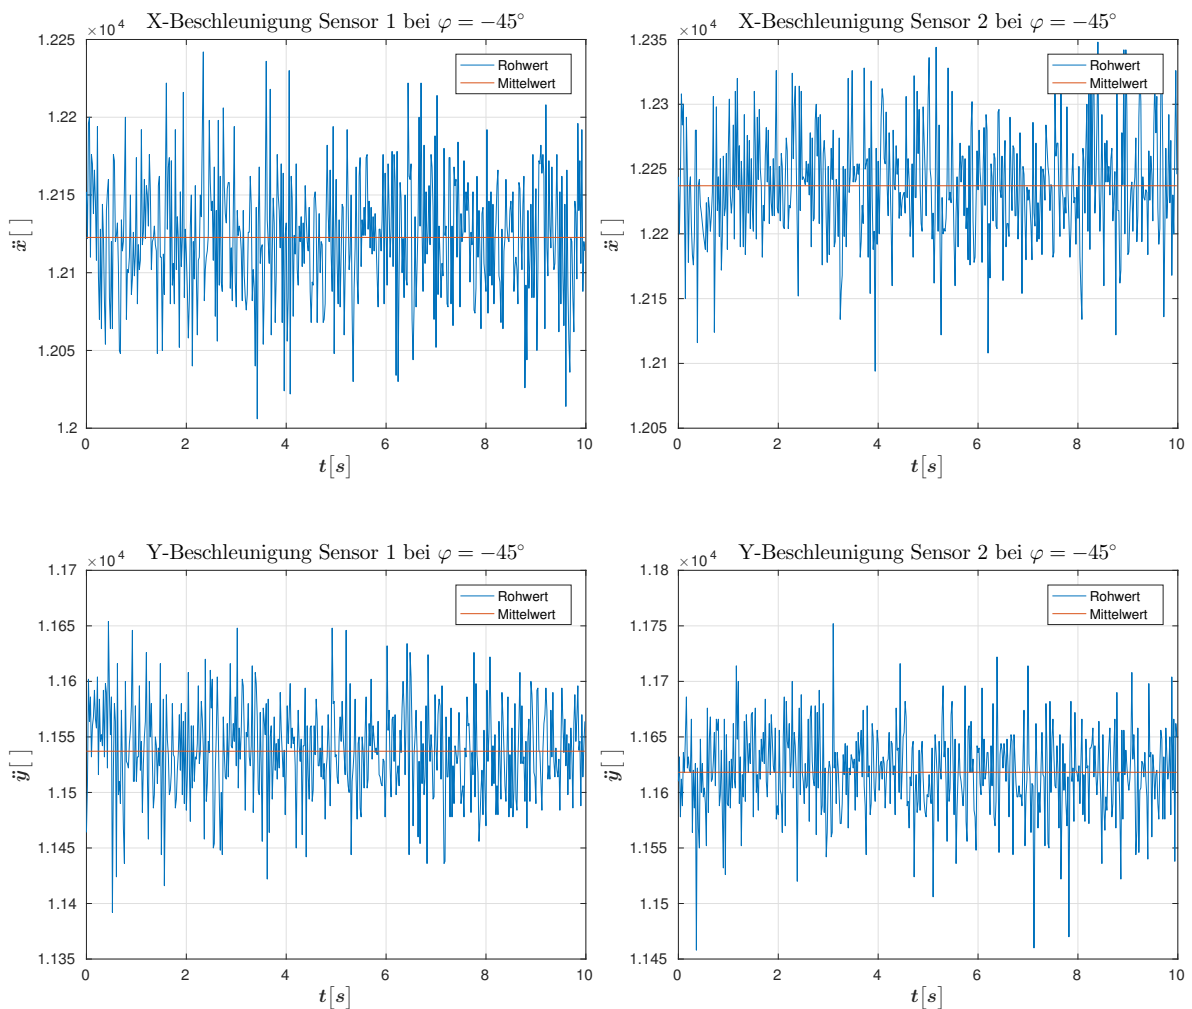 X-Beschleunigung Sensor 1 bei φ = −45°
×10⁴
1.225
1.22
1.215
1.21
1.205
1.2
ẍ[]
Rohwert
Mittelwert
0 2 4 6 8 10
t[s]
X-Beschleunigung Sensor 2 bei φ = −45°
×10⁴
1.235
1.23
1.225
1.22
1.215
1.21
1.205
ẍ[]
Rohwert
Mittelwert
0 2 4 6 8 10
t[s]
Y-Beschleunigung Sensor 1 bei φ = −45°
×10⁴
1.17
1.165
1.16
1.155
1.15
1.145
1.14
1.135
ÿ[]
Rohwert
Mittelwert
0 2 4 6 8 10
t[s]
Y-Beschleunigung Sensor 2 bei φ = −45°
×10⁴
1.18
1.175
1.17
1.165
1.16
1.155
1.15
1.145
ÿ[]
Rohwert
Mittelwert
0 2 4 6 8 10
t[s]